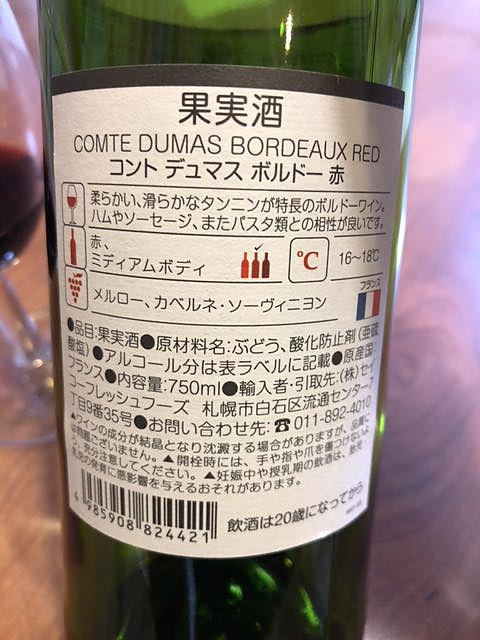 果実酒
COMTE DUMAS BORDEAUX RED
コント デュマス ボルドー 赤
柔らかい、滑らかなタンニンが特長のボルドーワイン。
ハムやソーセージ、またパスタ類との相性が良いです。
赤、
ミディアムボディ
℃
16～18℃
フランス
メルロー、カベルネ・ソーヴィニヨン
●品目:果実酒●原材料名:ぶどう、酸化防止剤(亜硫
酸塩)●アルコール分は表ラベルに記載●原産国:
フランス●内容量:750ml●輸入者・引取先:(株)セイ
コーフレッシュフーズ 札幌市白石区流通センター7
丁目9番35号●お問い合わせ先:☎011-892-4010
▲ワインの成分が結晶となり沈澱する場合がありますが、品質に
は問題ございません。▲開栓時には、手や指や爪を傷つけないよ
う充分注意してください。▲妊娠中や授乳期の飲酒は、胎児・
乳児の発育に悪影響を与えるおそれがあります。
4 985908 824421
飲酒は20歳になってから